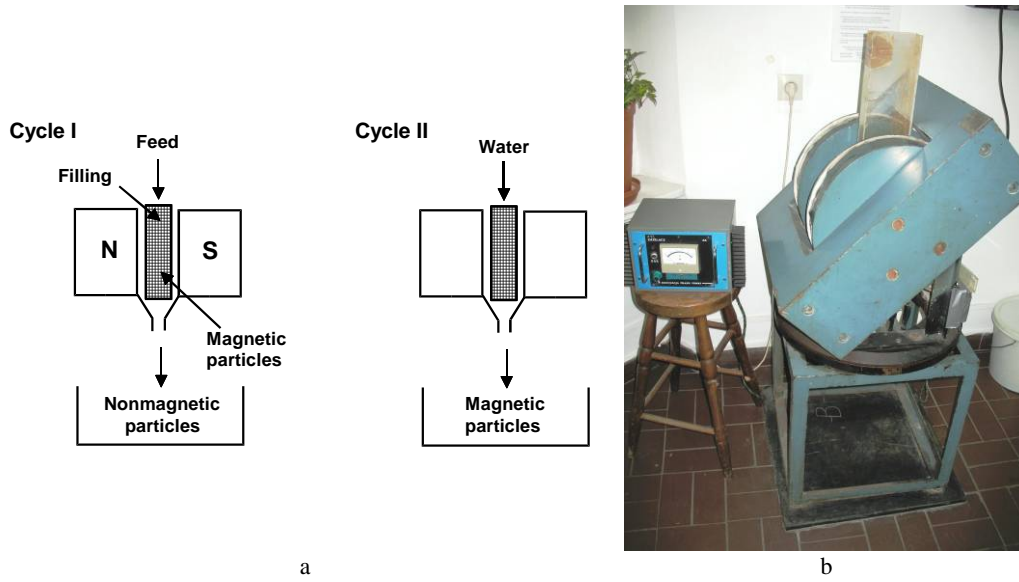 Cycle I
Feed
Filling
N
S
Magnetic
particles
Nonmagnetic
particles
Cycle II
Water
Magnetic
particles
a
b